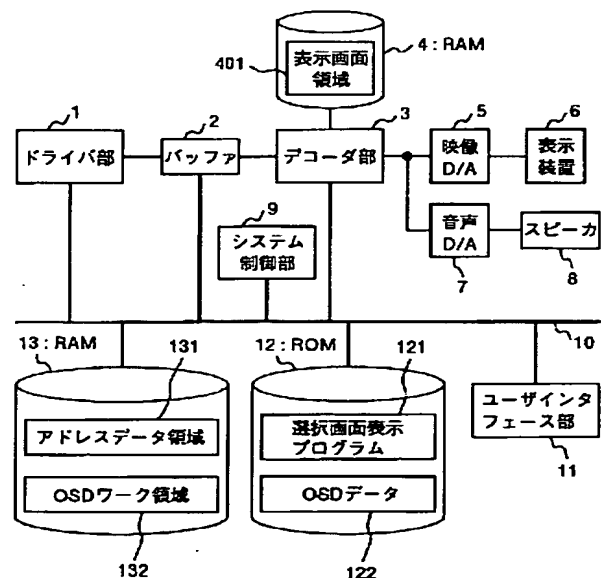 表示画面
領域
401
4 : RAM
1
2
3
5
6
ドライバ部
バッファ
デコーダ部
映像
D/A
表示
装置
9
システム
制御部
音声
D/A
スピーカ
7
8
13 : RAM
131
12 : ROM
121
10
アドレスデータ領域
選択画面表示
プログラム
ユーザインタ
フェース部
11
OSDワーク領域
OSDデータ
132
122